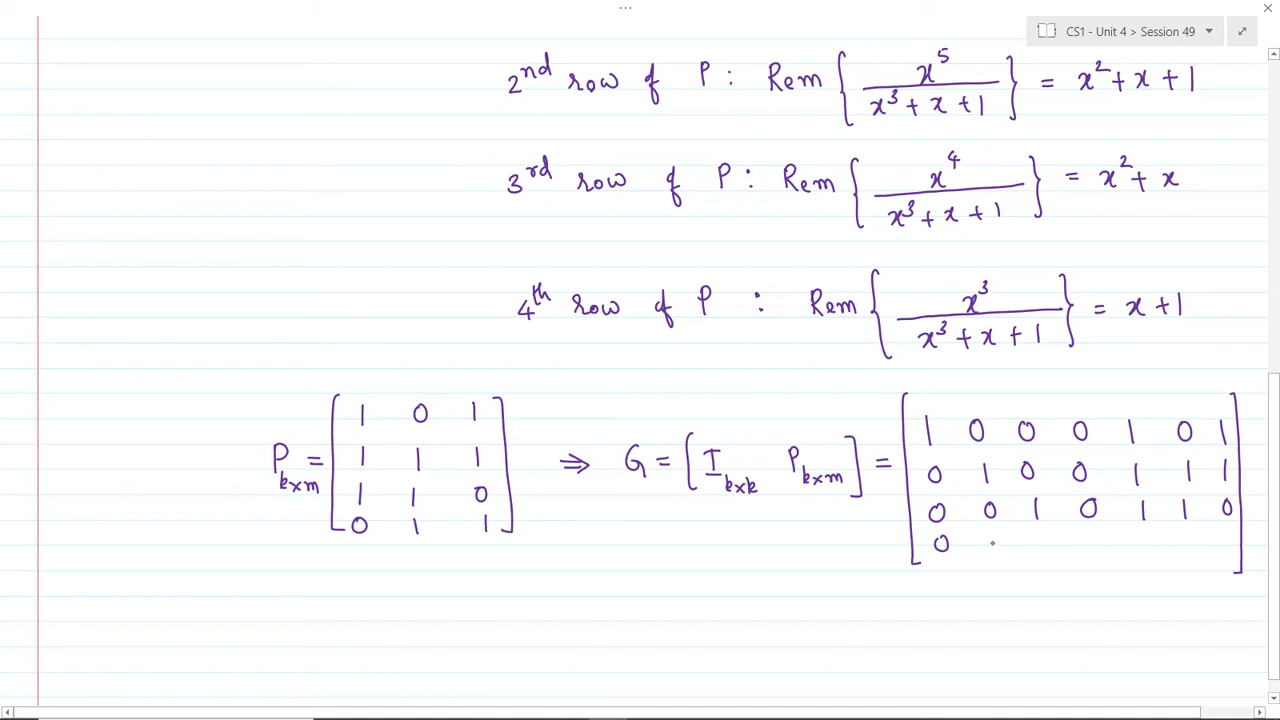 CS1 - Unit 4 > Session 49
2nd row of P : Rem { x^5 / (x^3 + x + 1) } = x^2 + x + 1
3rd row of P : Rem { x^4 / (x^3 + x + 1) } = x^2 + x
4th row of P : Rem { x^3 / (x^3 + x + 1) } = x + 1
P_{k×m} = [ 1 0 1
1 1 1
1 1 0
0 1 1 ] ⇒ G = [ I_{k×k} P_{k×m} ] = [ 1 0 0 0 1 0 1
0 1 0 0 1 1 1
0 0 1 0 1 1 0
0 ]